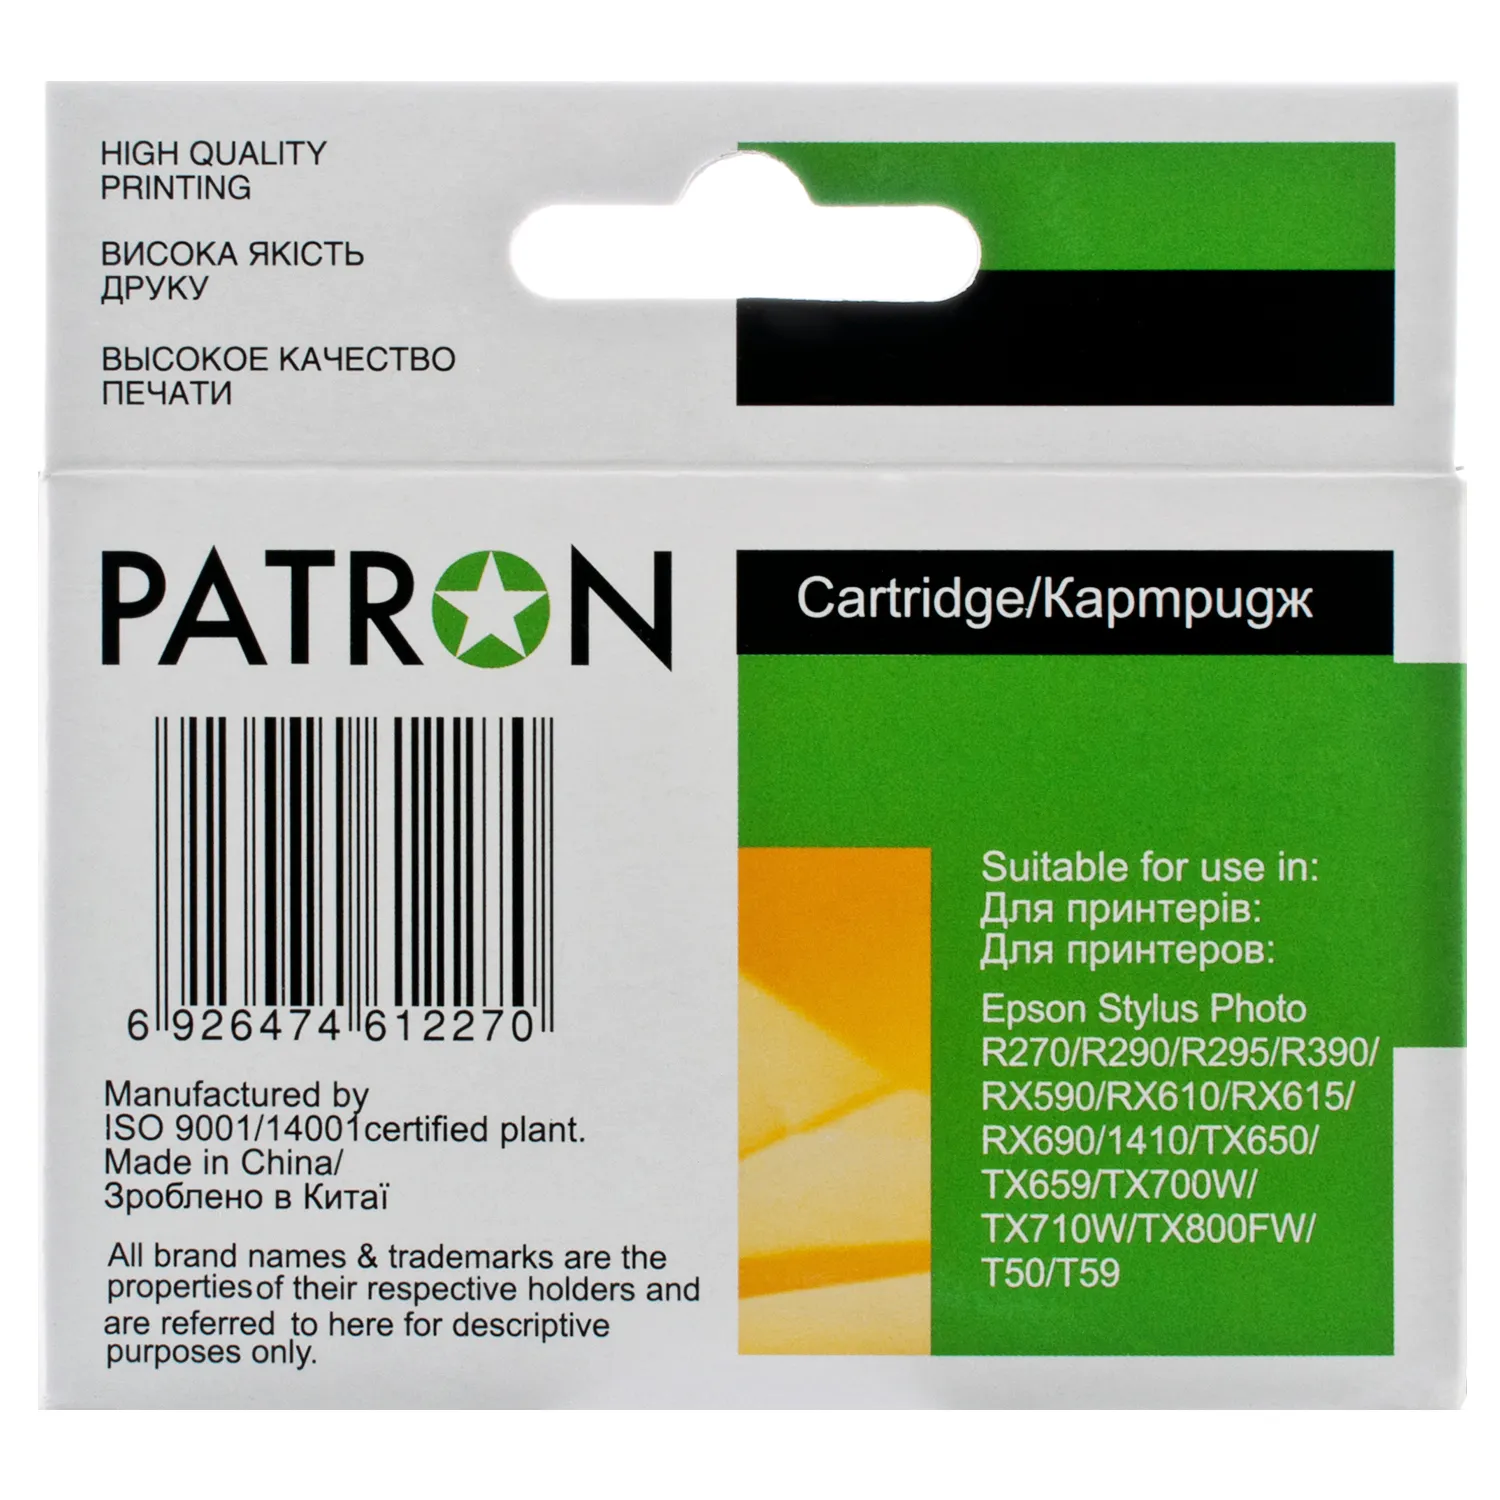 HIGH QUALITY
PRINTING
ВИСОКА ЯКІСТЬ
ДРУКУ
ВЫСОКОЕ КАЧЕСТВО
ПЕЧАТИ
PATRON
Cartridge/Картридж
6 926474 612270
Manufactured by
ISO 9001/14001certified plant.
Made in China/
Зроблено в Китаї
All brand names & trademarks are the
properties of their respective holders and
are referred to here for descriptive
purposes only.
Suitable for use in:
Для принтерів:
Для принтеров:
Epson Stylus Photo
R270/R290/R295/R390/
RX590/RX610/RX615/
RX690/1410/TX650/
TX659/TX700W/
TX710W/TX800FW/
T50/T59